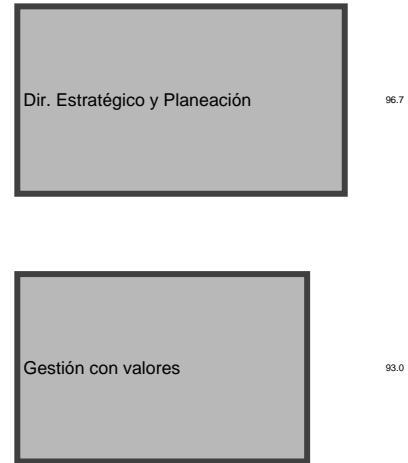 Dir. Estratégico y Planeación 96.7
Gestión con valores 93.0